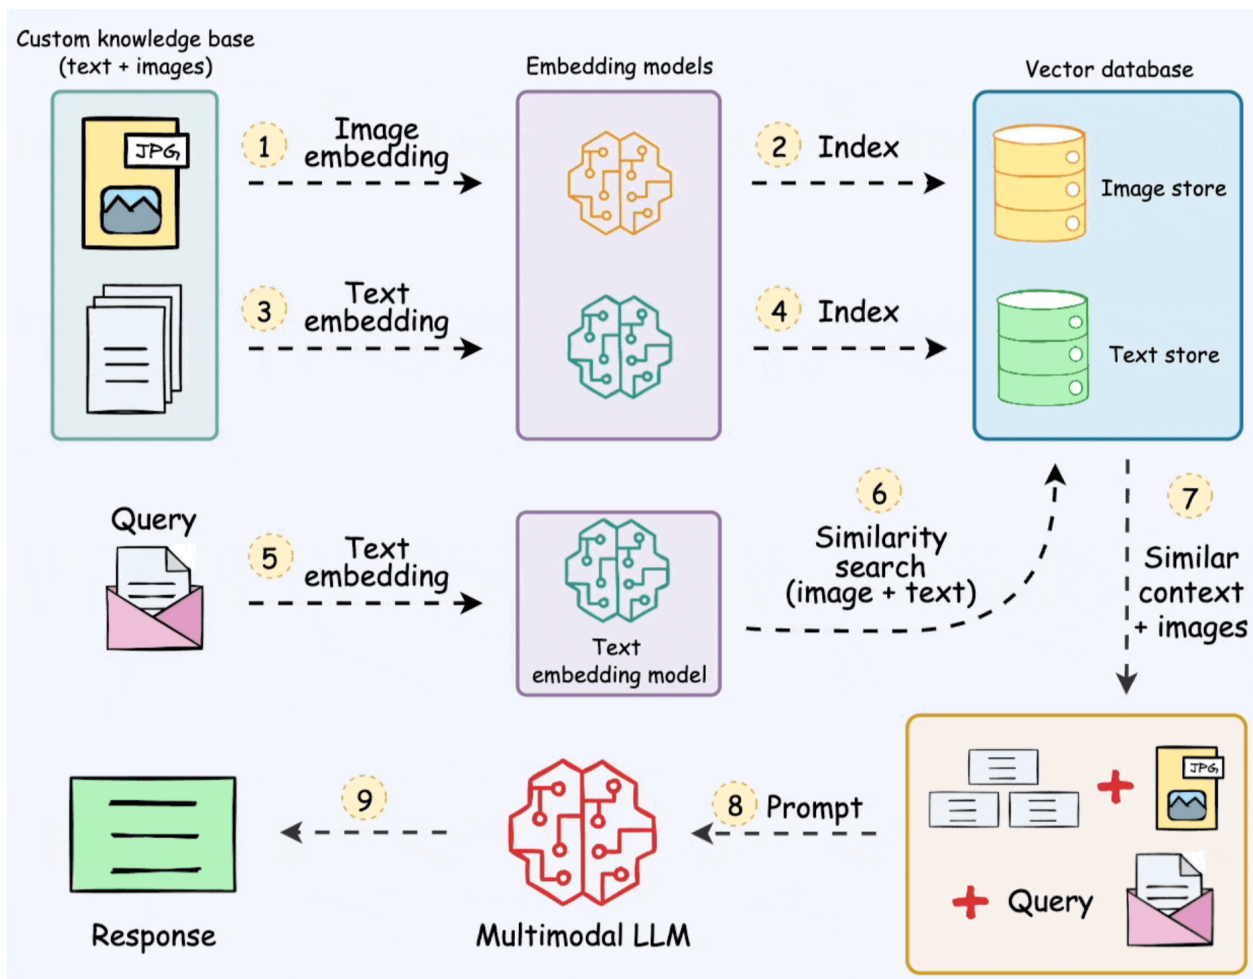 Custom knowledge base
(text + images)
Embedding models
Vector database
JPG
1
Image
embedding
2
Index
Image store
3
Text
embedding
4
Index
Text store
Query
5
Text
embedding
Text
embedding model
6
Similarity
search
(image + text)
7
Similar
context
+ images
JPG
+
+ Query
8 Prompt
9
Response
Multimodal LLM